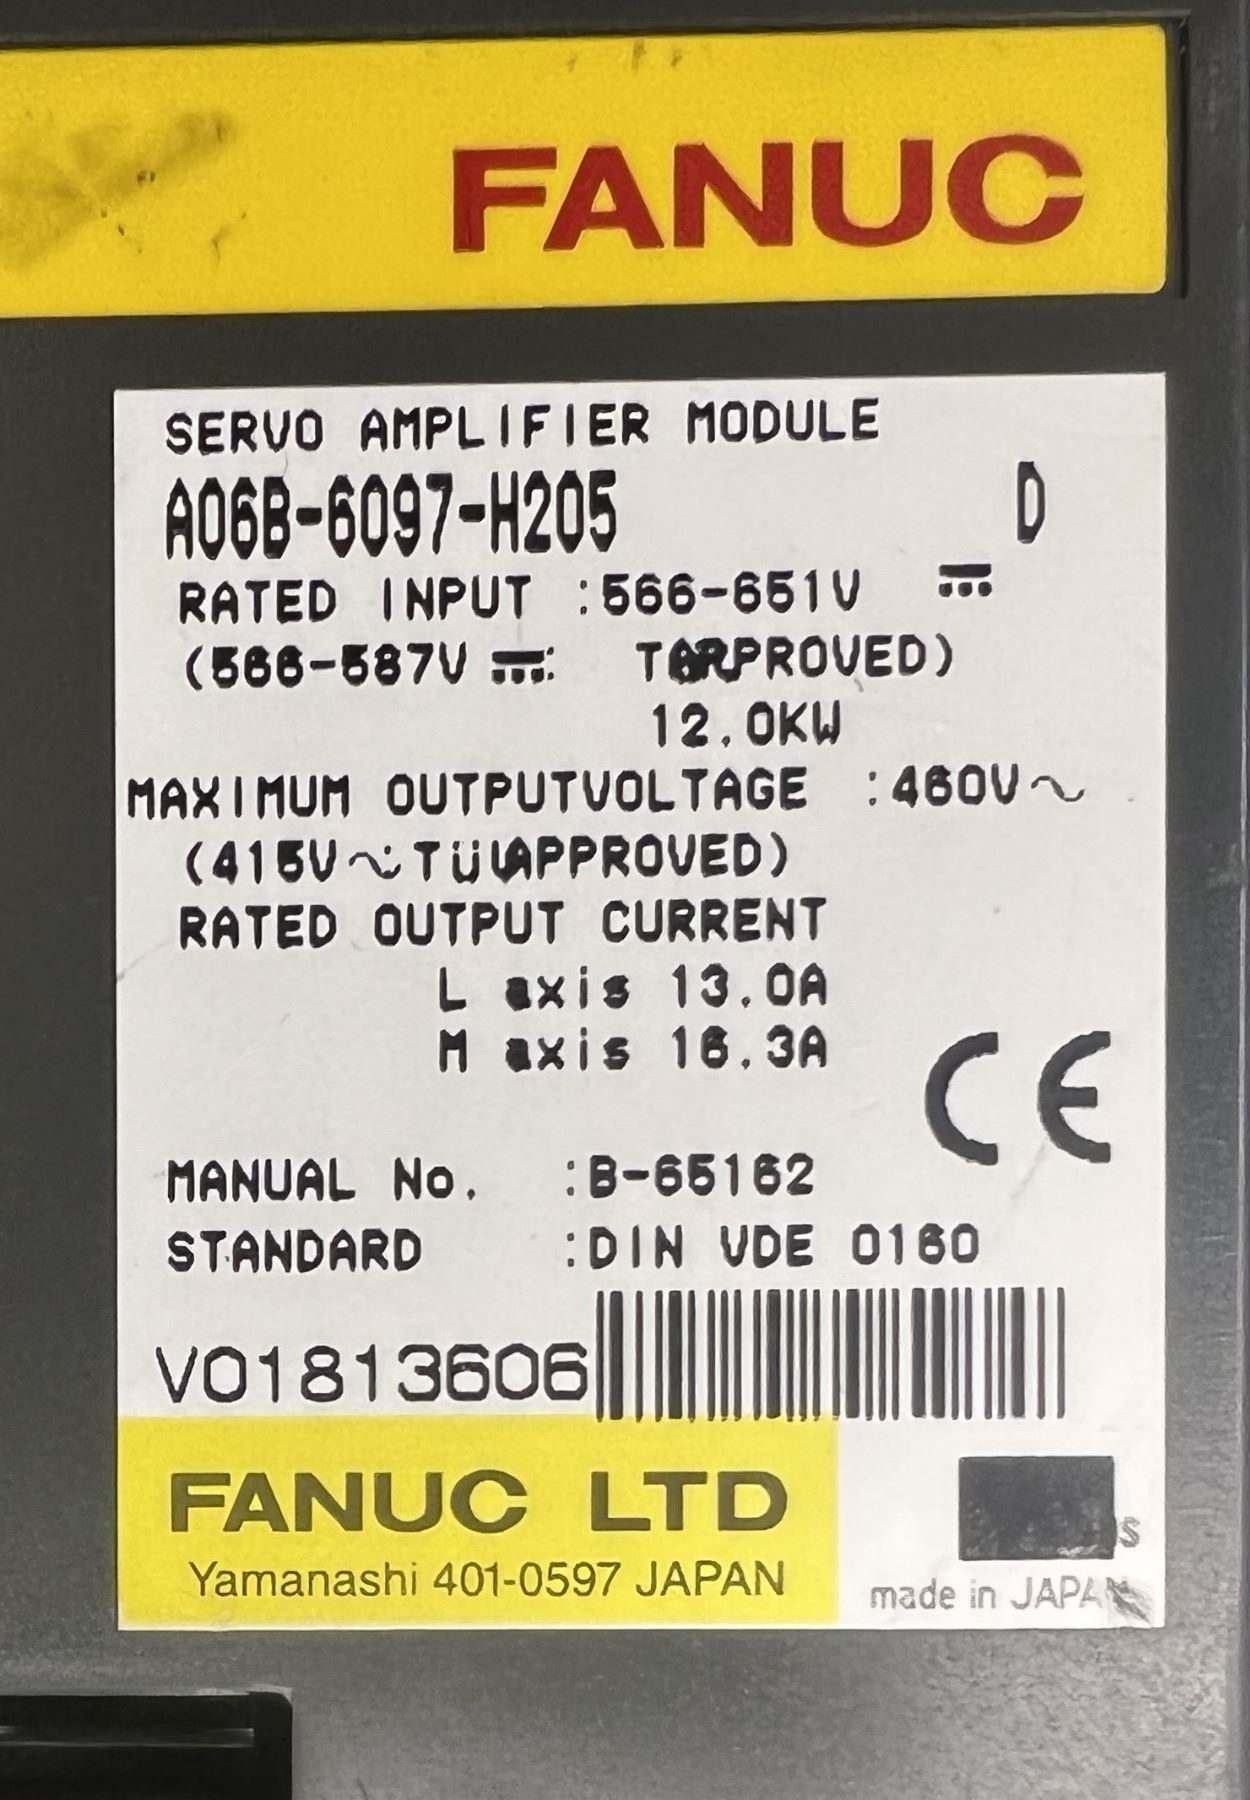 FANUC
SERVO AMPLIFIER MODULE
A06B-6097-H205 D
RATED INPUT :566-651V ⎓
(566-587V ⎓: PROVED)
12.0KW
MAXIMUM OUTPUTVOLTAGE :460V~
(415V~:TÜVAPPROVED)
RATED OUTPUT CURRENT
L axis 13.0A
M axis 16.3A
CE
MANUAL No. :B-65162
STANDARD :DIN VDE 0160
V01813606
FANUC LTD
Yamanashi 401-0597 JAPAN
s
made in JAPAN